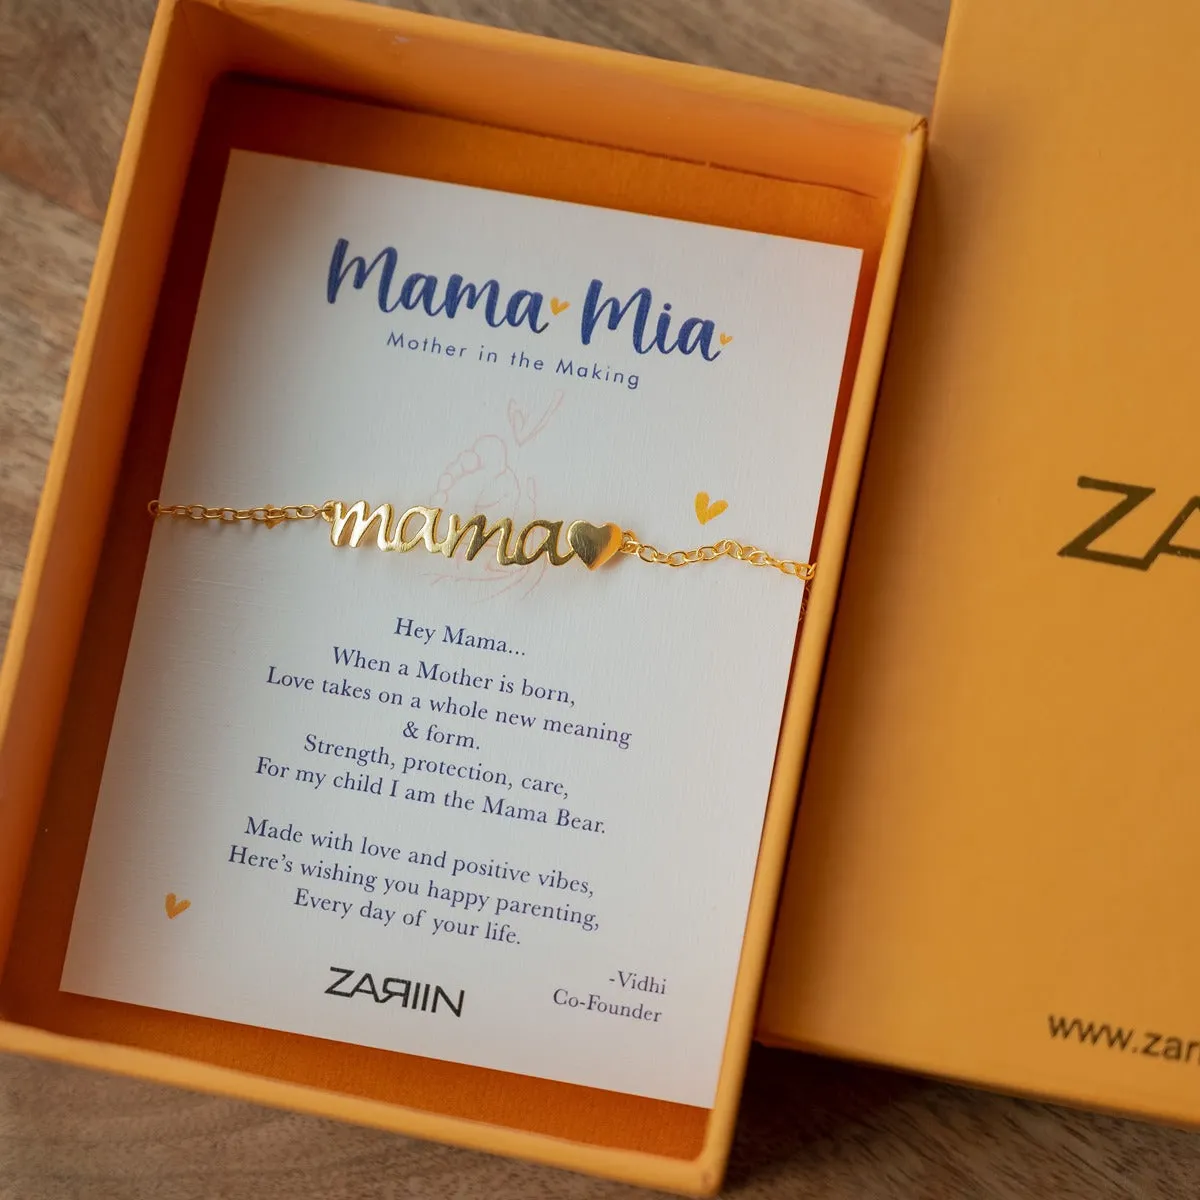 Mama Mia
Mother in the Making
mama
Hey Mama...
When a Mother is born,
Love takes on a whole new meaning
& form.
Strength, protection, care,
For my child I am the Mama Bear.
Made with love and positive vibes,
Here's wishing you happy parenting,
Every day of your life.
-Vidhi
Co-Founder
ZARIIN
ZA
www.zar